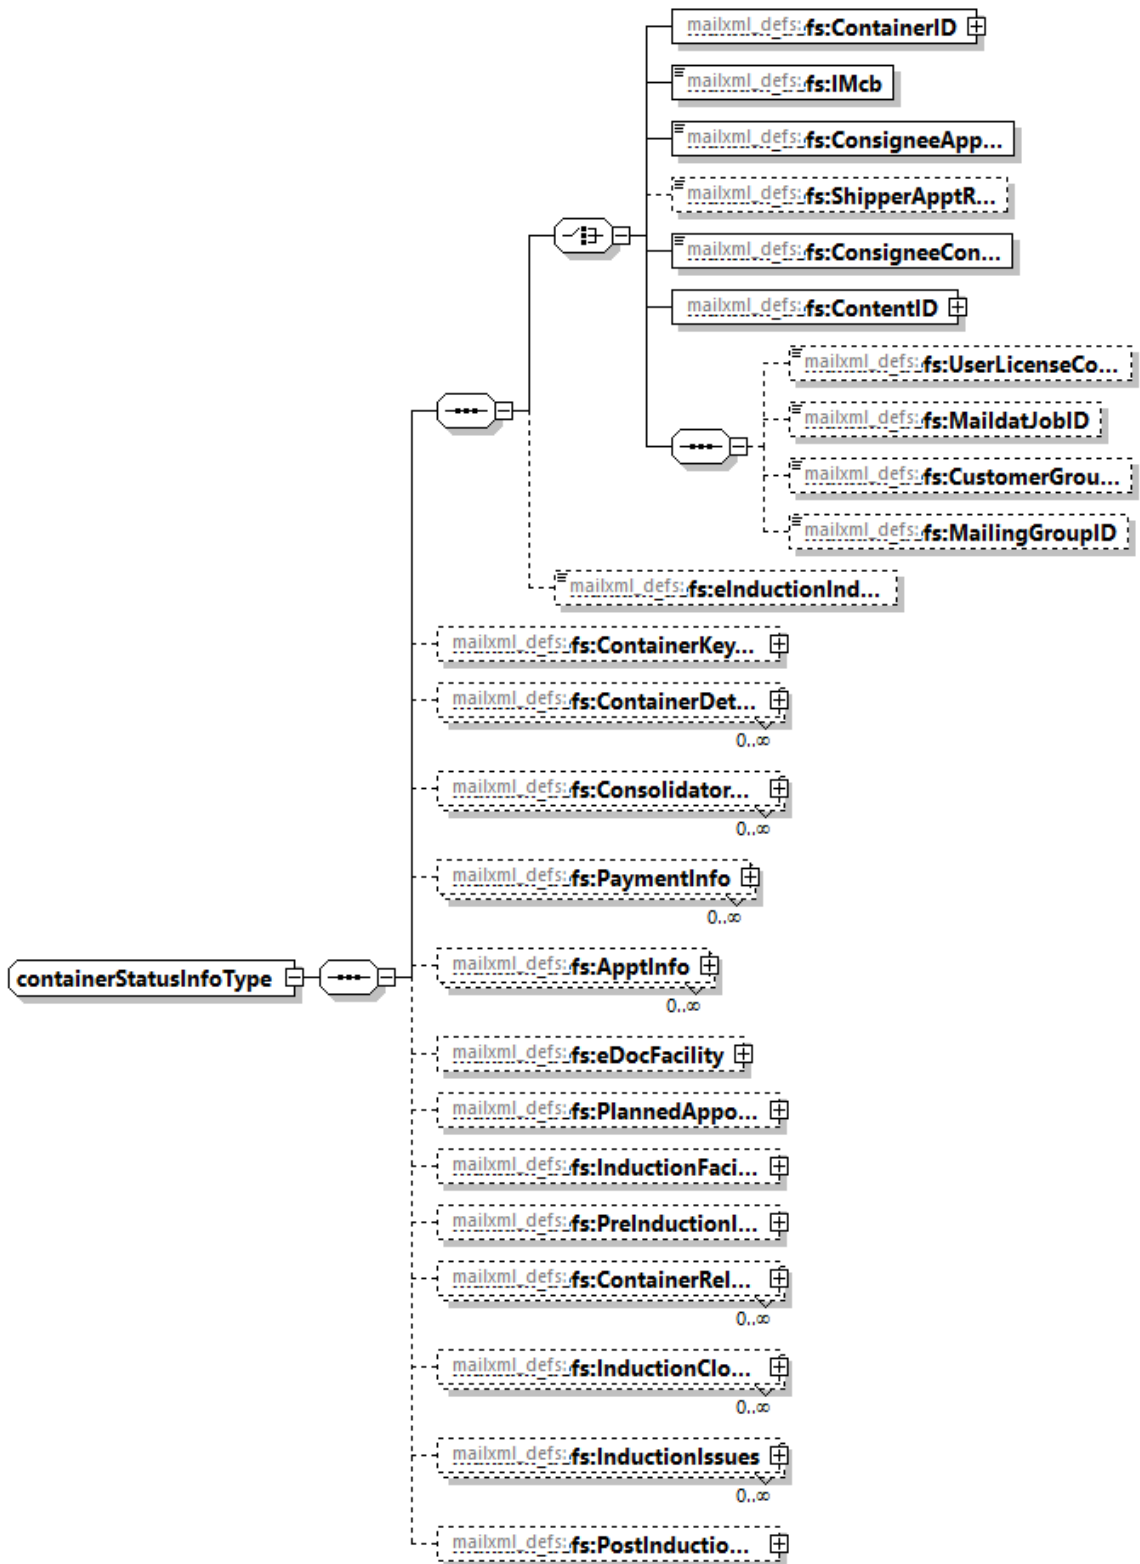 mailxml_defs:fs:ContainerID
mailxml_defs:fs:IMcb
mailxml_defs:fs:ConsigneeApp...
mailxml_defs:fs:ShipperApptR...
mailxml_defs:fs:ConsigneeCon...
mailxml_defs:fs:ContentID
mailxml_defs:fs:UserLicenseCo...
mailxml_defs:fs:MaildatJobID
mailxml_defs:fs:CustomerGrou...
mailxml_defs:fs:MailingGroupID
mailxml_defs:fs:eInductionInd...
mailxml_defs:fs:ContainerKey...
mailxml_defs:fs:ContainerDet...
0..∞
mailxml_defs:fs:Consolidator...
0..∞
mailxml_defs:fs:PaymentInfo
0..∞
mailxml_defs:fs:ApptInfo
containerStatusInfoType
0..∞
mailxml_defs:fs:eDocFacility
mailxml_defs:fs:PlannedAppo...
mailxml_defs:fs:InductionFaci...
mailxml_defs:fs:PreInductionI...
mailxml_defs:fs:ContainerRel...
0..∞
mailxml_defs:fs:InductionClo...
0..∞
mailxml_defs:fs:InductionIssues
0..∞
mailxml_defs:fs:PostInductio...